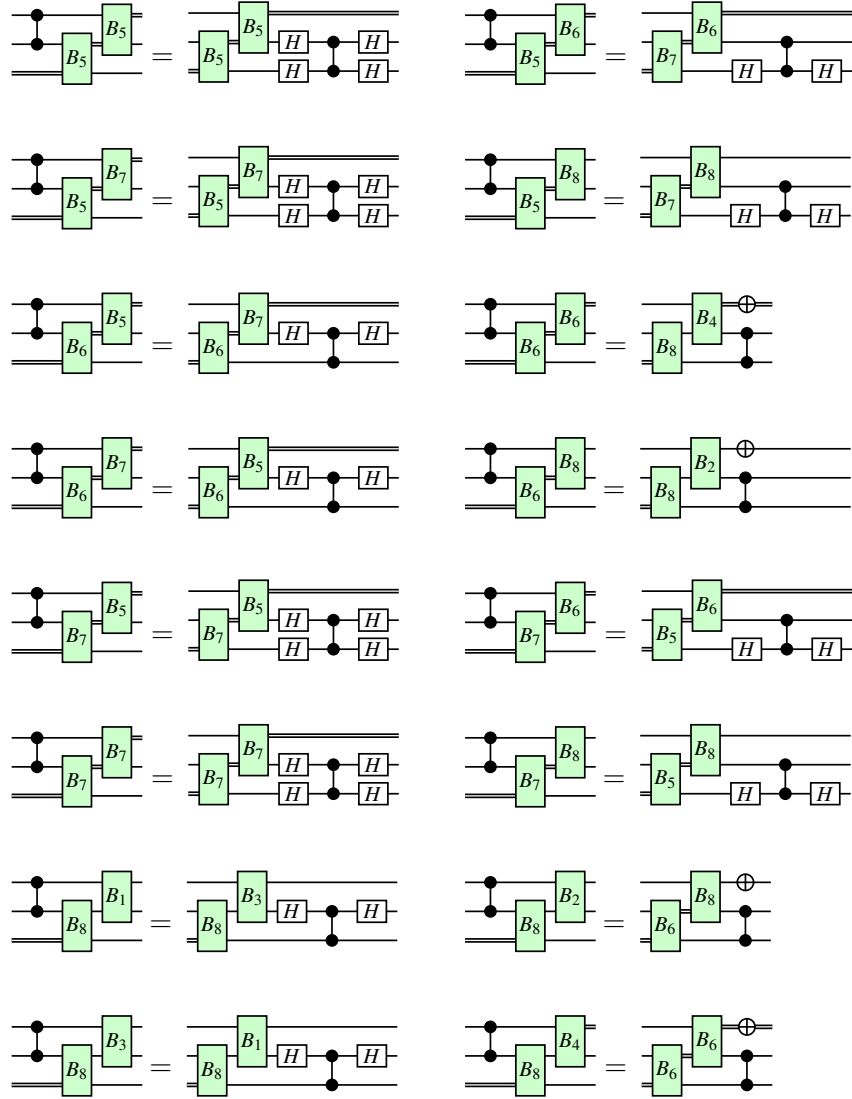 B5 B5 = B5 B5 H H H H B5 B6 = B7 B6 H H
B5 B7 = B5 B7 H H H H B5 B8 = B7 B8 H H
B6 B5 = B6 B7 H H B6 B6 = B8 B4
B6 B7 = B6 B5 H H B6 B8 = B8 B2
B7 B5 = B7 B5 H H H H B7 B6 = B5 B6 H H
B7 B7 = B7 B7 H H H H B7 B8 = B5 B8 H H
B8 B1 = B8 B3 H H B8 B2 = B6 B8
B8 B3 = B8 B1 H H B8 B4 = B6 B6